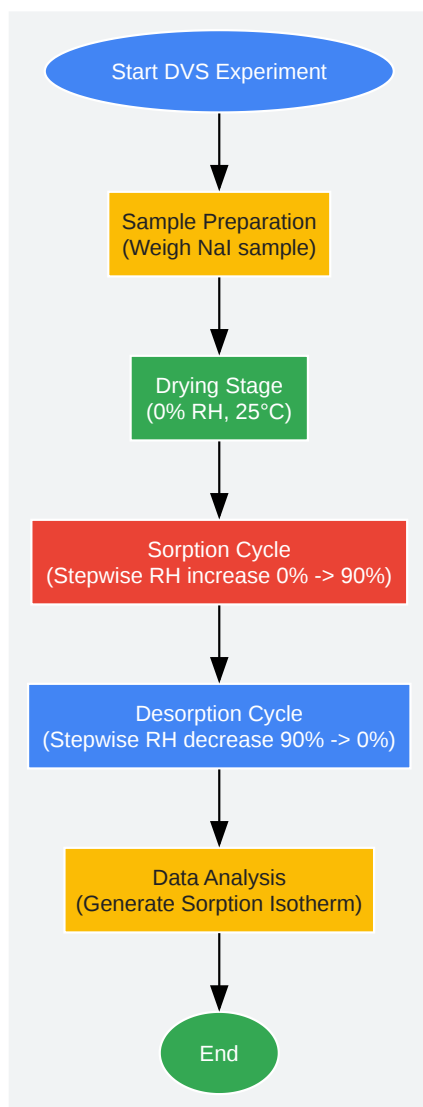 Start DVS Experiment
Sample Preparation
(Weigh NaI sample)
Drying Stage
(0% RH, 25°C)
Sorption Cycle
(Stepwise RH increase 0% -> 90%)
Desorption Cycle
(Stepwise RH decrease 90% -> 0%)
Data Analysis
(Generate Sorption Isotherm)
End